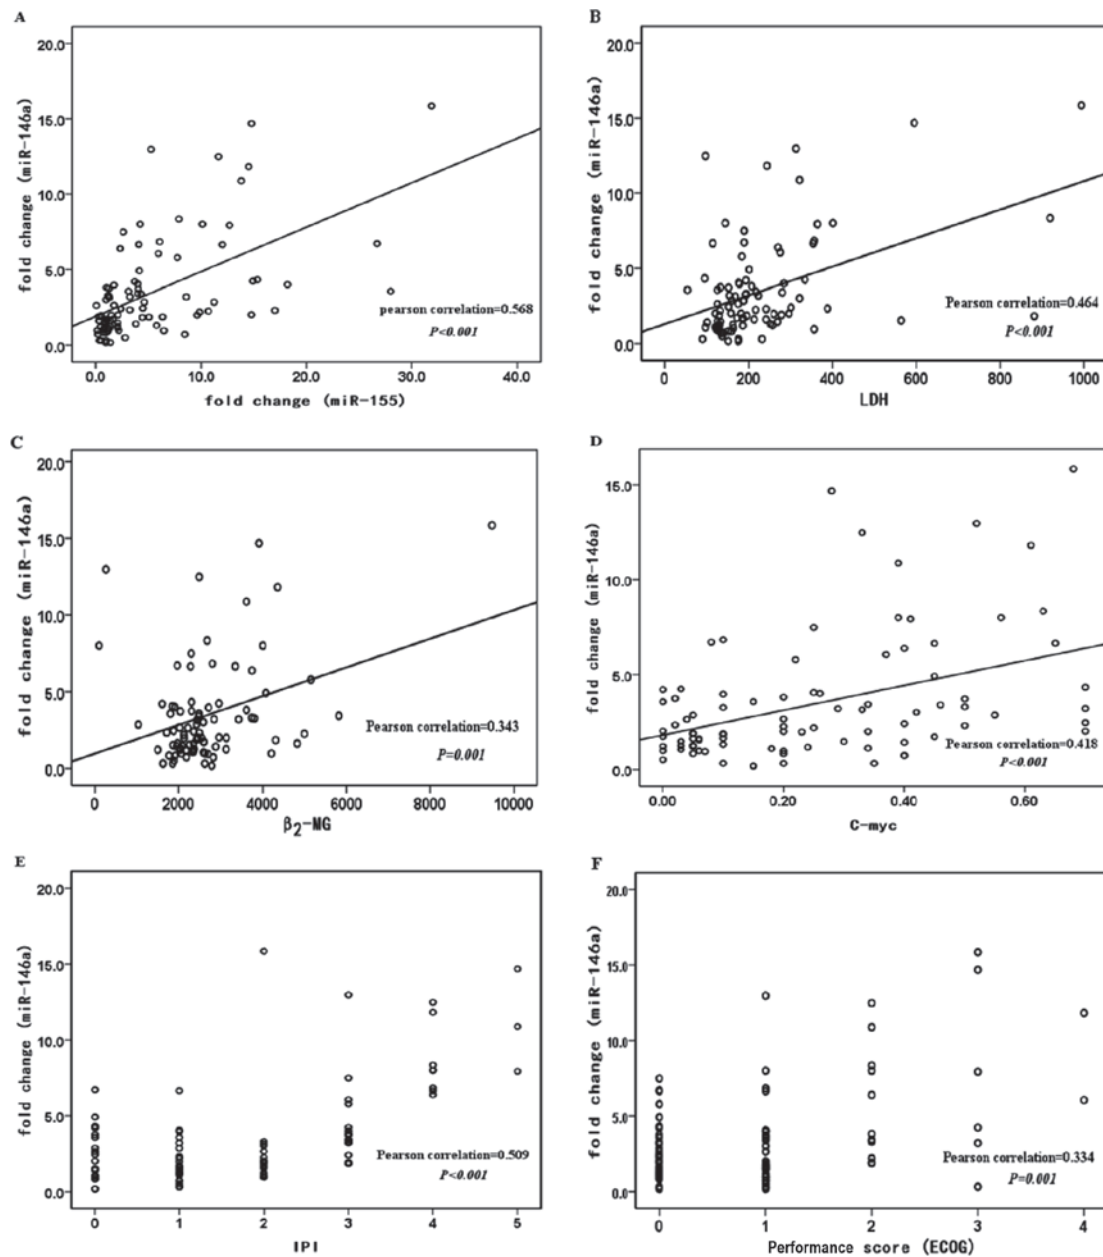 A
fold change (miR-146a)
20.0
15.0
10.0
5.0
0.0
pearson correlation=0.568
P<0.001
0.0 10.0 20.0 30.0 40.0
fold change (miR-155)
B
fold change (miR-146a)
20.0
15.0
10.0
5.0
0.0
Pearson correlation=0.464
P<0.001
0 200 400 600 800 1000
LDH
C
fold change (miR-146a)
20.0
15.0
10.0
5.0
0.0
Pearson correlation=0.343
P=0.001
0 2000 4000 6000 8000 10000
β2-MG
D
fold change (miR-146a)
15.0
10.0
5.0
0.0
Pearson correlation=0.418
P<0.001
0.00 0.20 0.40 0.60
C-myc
E
fold change (miR-146a)
20.0
15.0
10.0
5.0
0.0
Pearson correlation=0.509
P<0.001
0 1 2 3 4 5
IPI
F
fold change (miR-146a)
20.0
15.0
10.0
5.0
0.0
Pearson correlation=0.334
P=0.001
0 1 2 3 4
Performance score (ECOG)